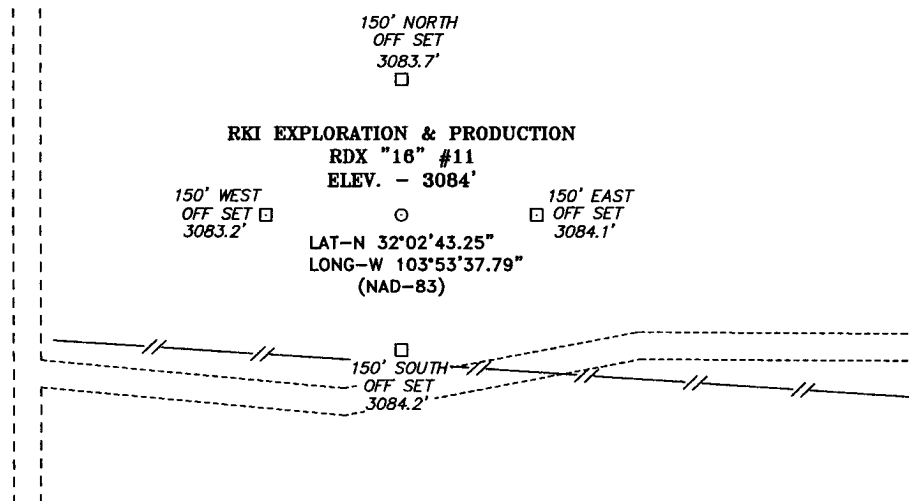 150' NORTH
OFF SET
3083.7'
RKI EXPLORATION & PRODUCTION
RDX "16" #11
ELEV. - 3084'
150' WEST
OFF SET
3083.2'
150' EAST
OFF SET
3084.1'
LAT-N 32°02'43.25"
LONG-W 103°53'37.79"
(NAD-83)
150' SOUTH
OFF SET
3084.2'